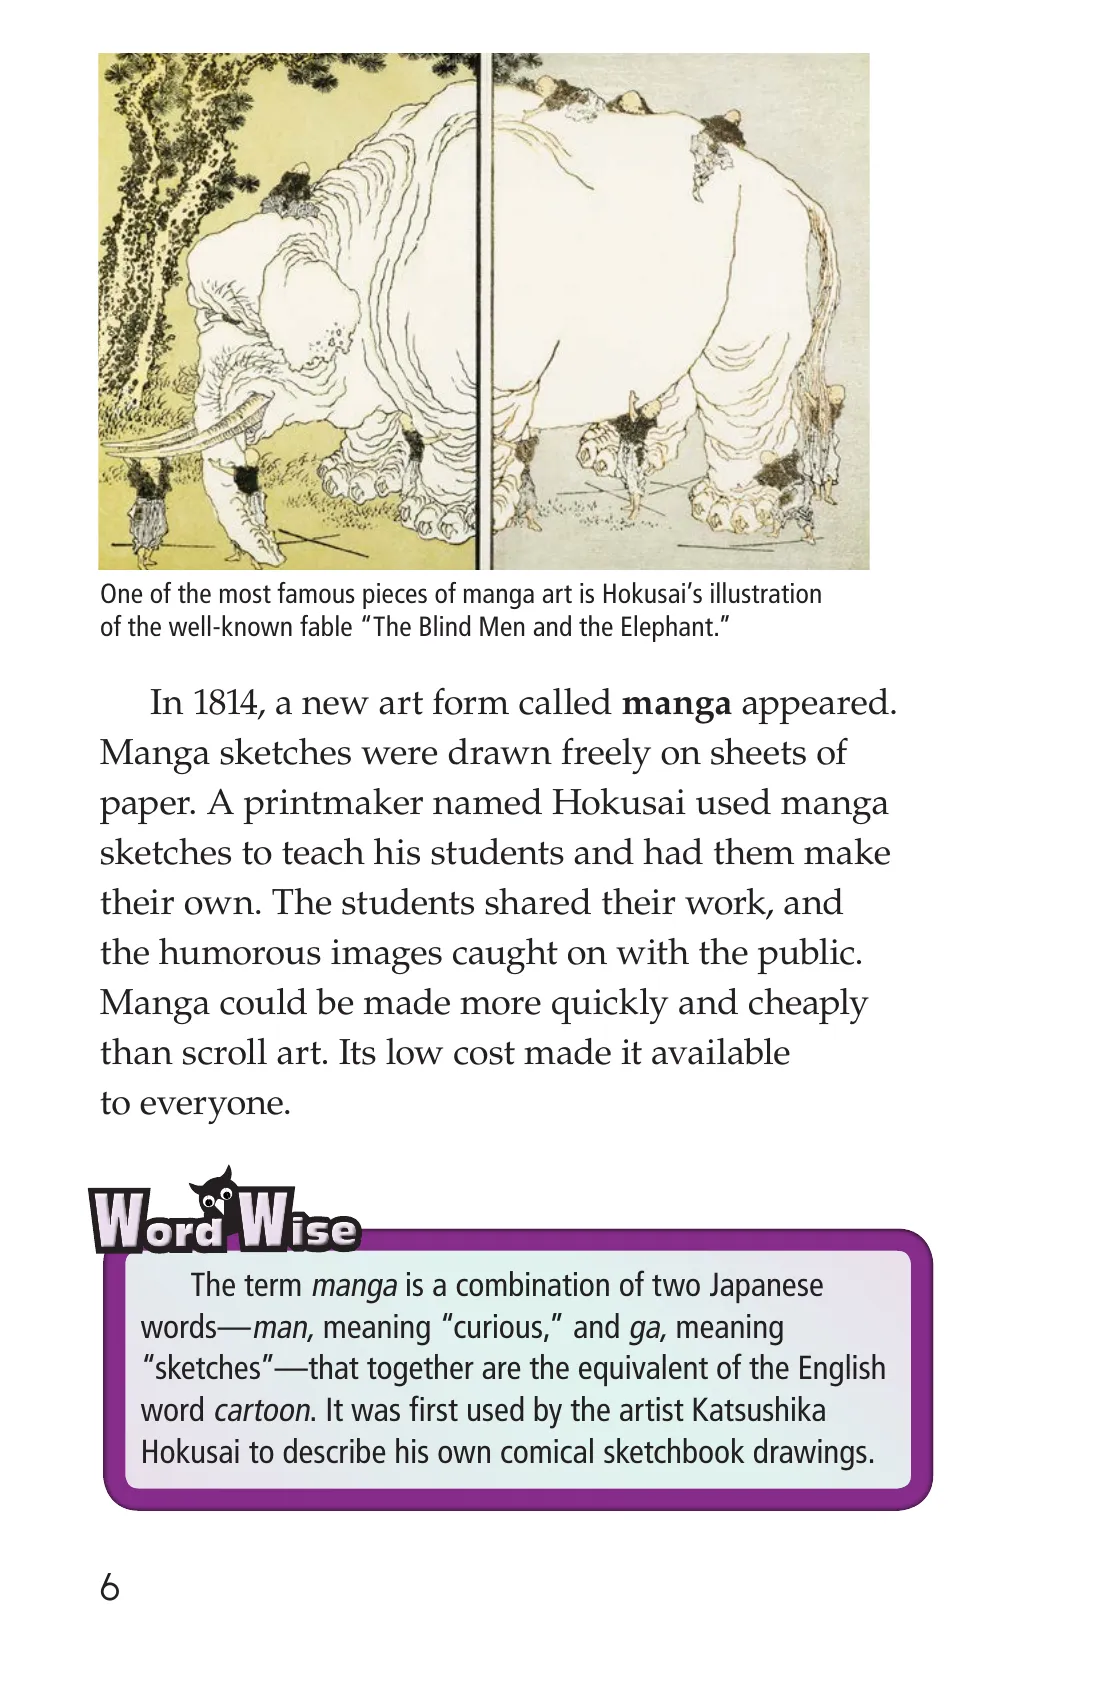 One of the most famous pieces of manga art is Hokusai’s illustration
of the well-known fable “The Blind Men and the Elephant.”
In 1814, a new art form called manga appeared.
Manga sketches were drawn freely on sheets of
paper. A printmaker named Hokusai used manga
sketches to teach his students and had them make
their own. The students shared their work, and
the humorous images caught on with the public.
Manga could be made more quickly and cheaply
than scroll art. Its low cost made it available
to everyone.
Word Wise
The term manga is a combination of two Japanese
words—man, meaning “curious,” and ga, meaning
“sketches”—that together are the equivalent of the English
word cartoon. It was first used by the artist Katsushika
Hokusai to describe his own comical sketchbook drawings.
6